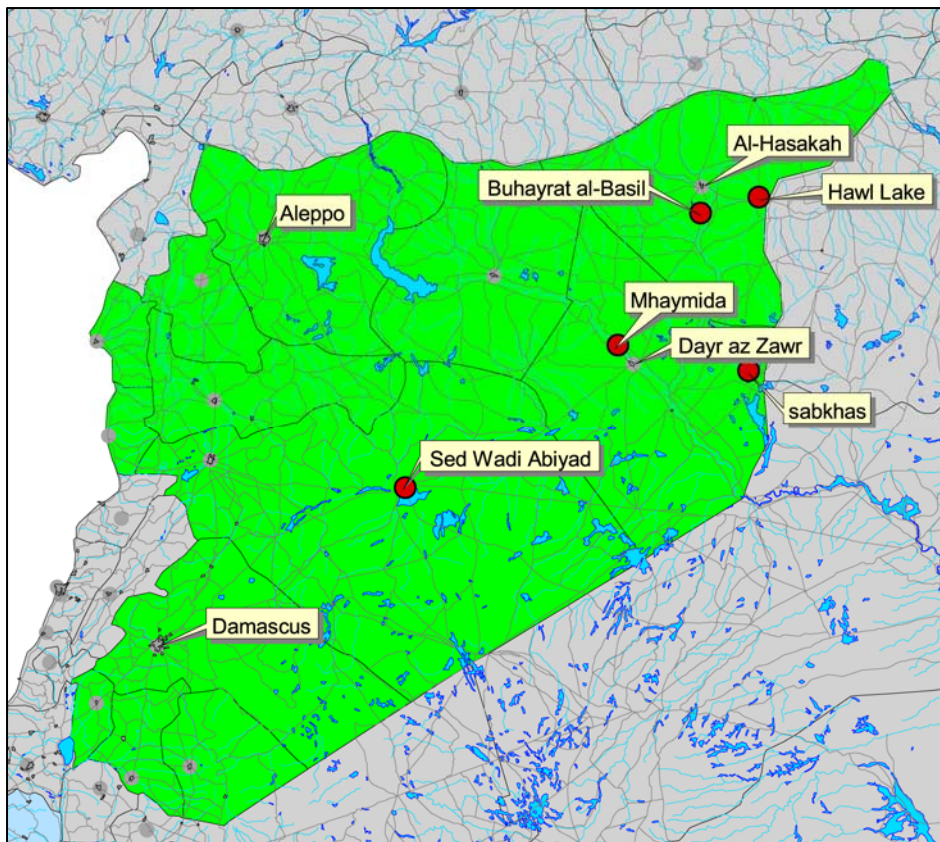 Al-Hasakah
Buhayrat al-Basil
Hawl Lake
Aleppo
Mhaymida
Dayr az Zawr
sabkhas
Sed Wadi Abiyad
Damascus